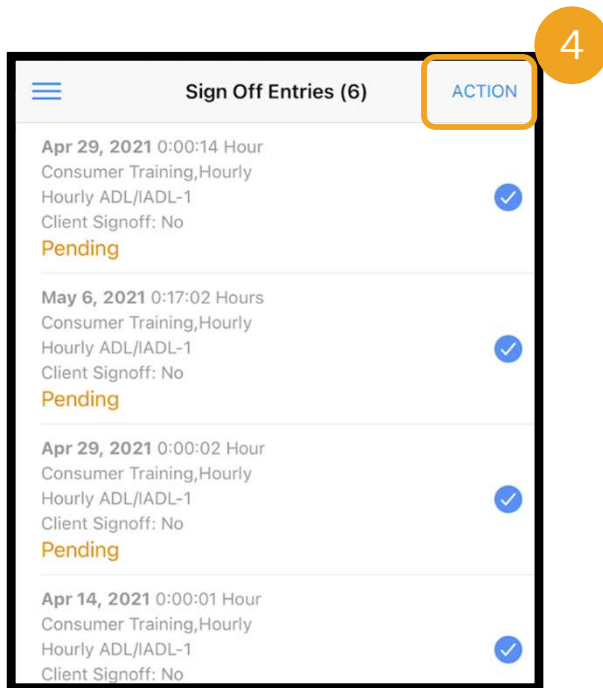 4
Sign Off Entries (6) ACTION
Apr 29, 2021 0:00:14 Hour
Consumer Training,Hourly
Hourly ADL/IADL-1
Client Signoff: No
Pending
May 6, 2021 0:17:02 Hours
Consumer Training,Hourly
Hourly ADL/IADL-1
Client Signoff: No
Pending
Apr 29, 2021 0:00:02 Hour
Consumer Training,Hourly
Hourly ADL/IADL-1
Client Signoff: No
Pending
Apr 14, 2021 0:00:01 Hour
Consumer Training,Hourly
Hourly ADL/IADL-1
Client Signoff: No